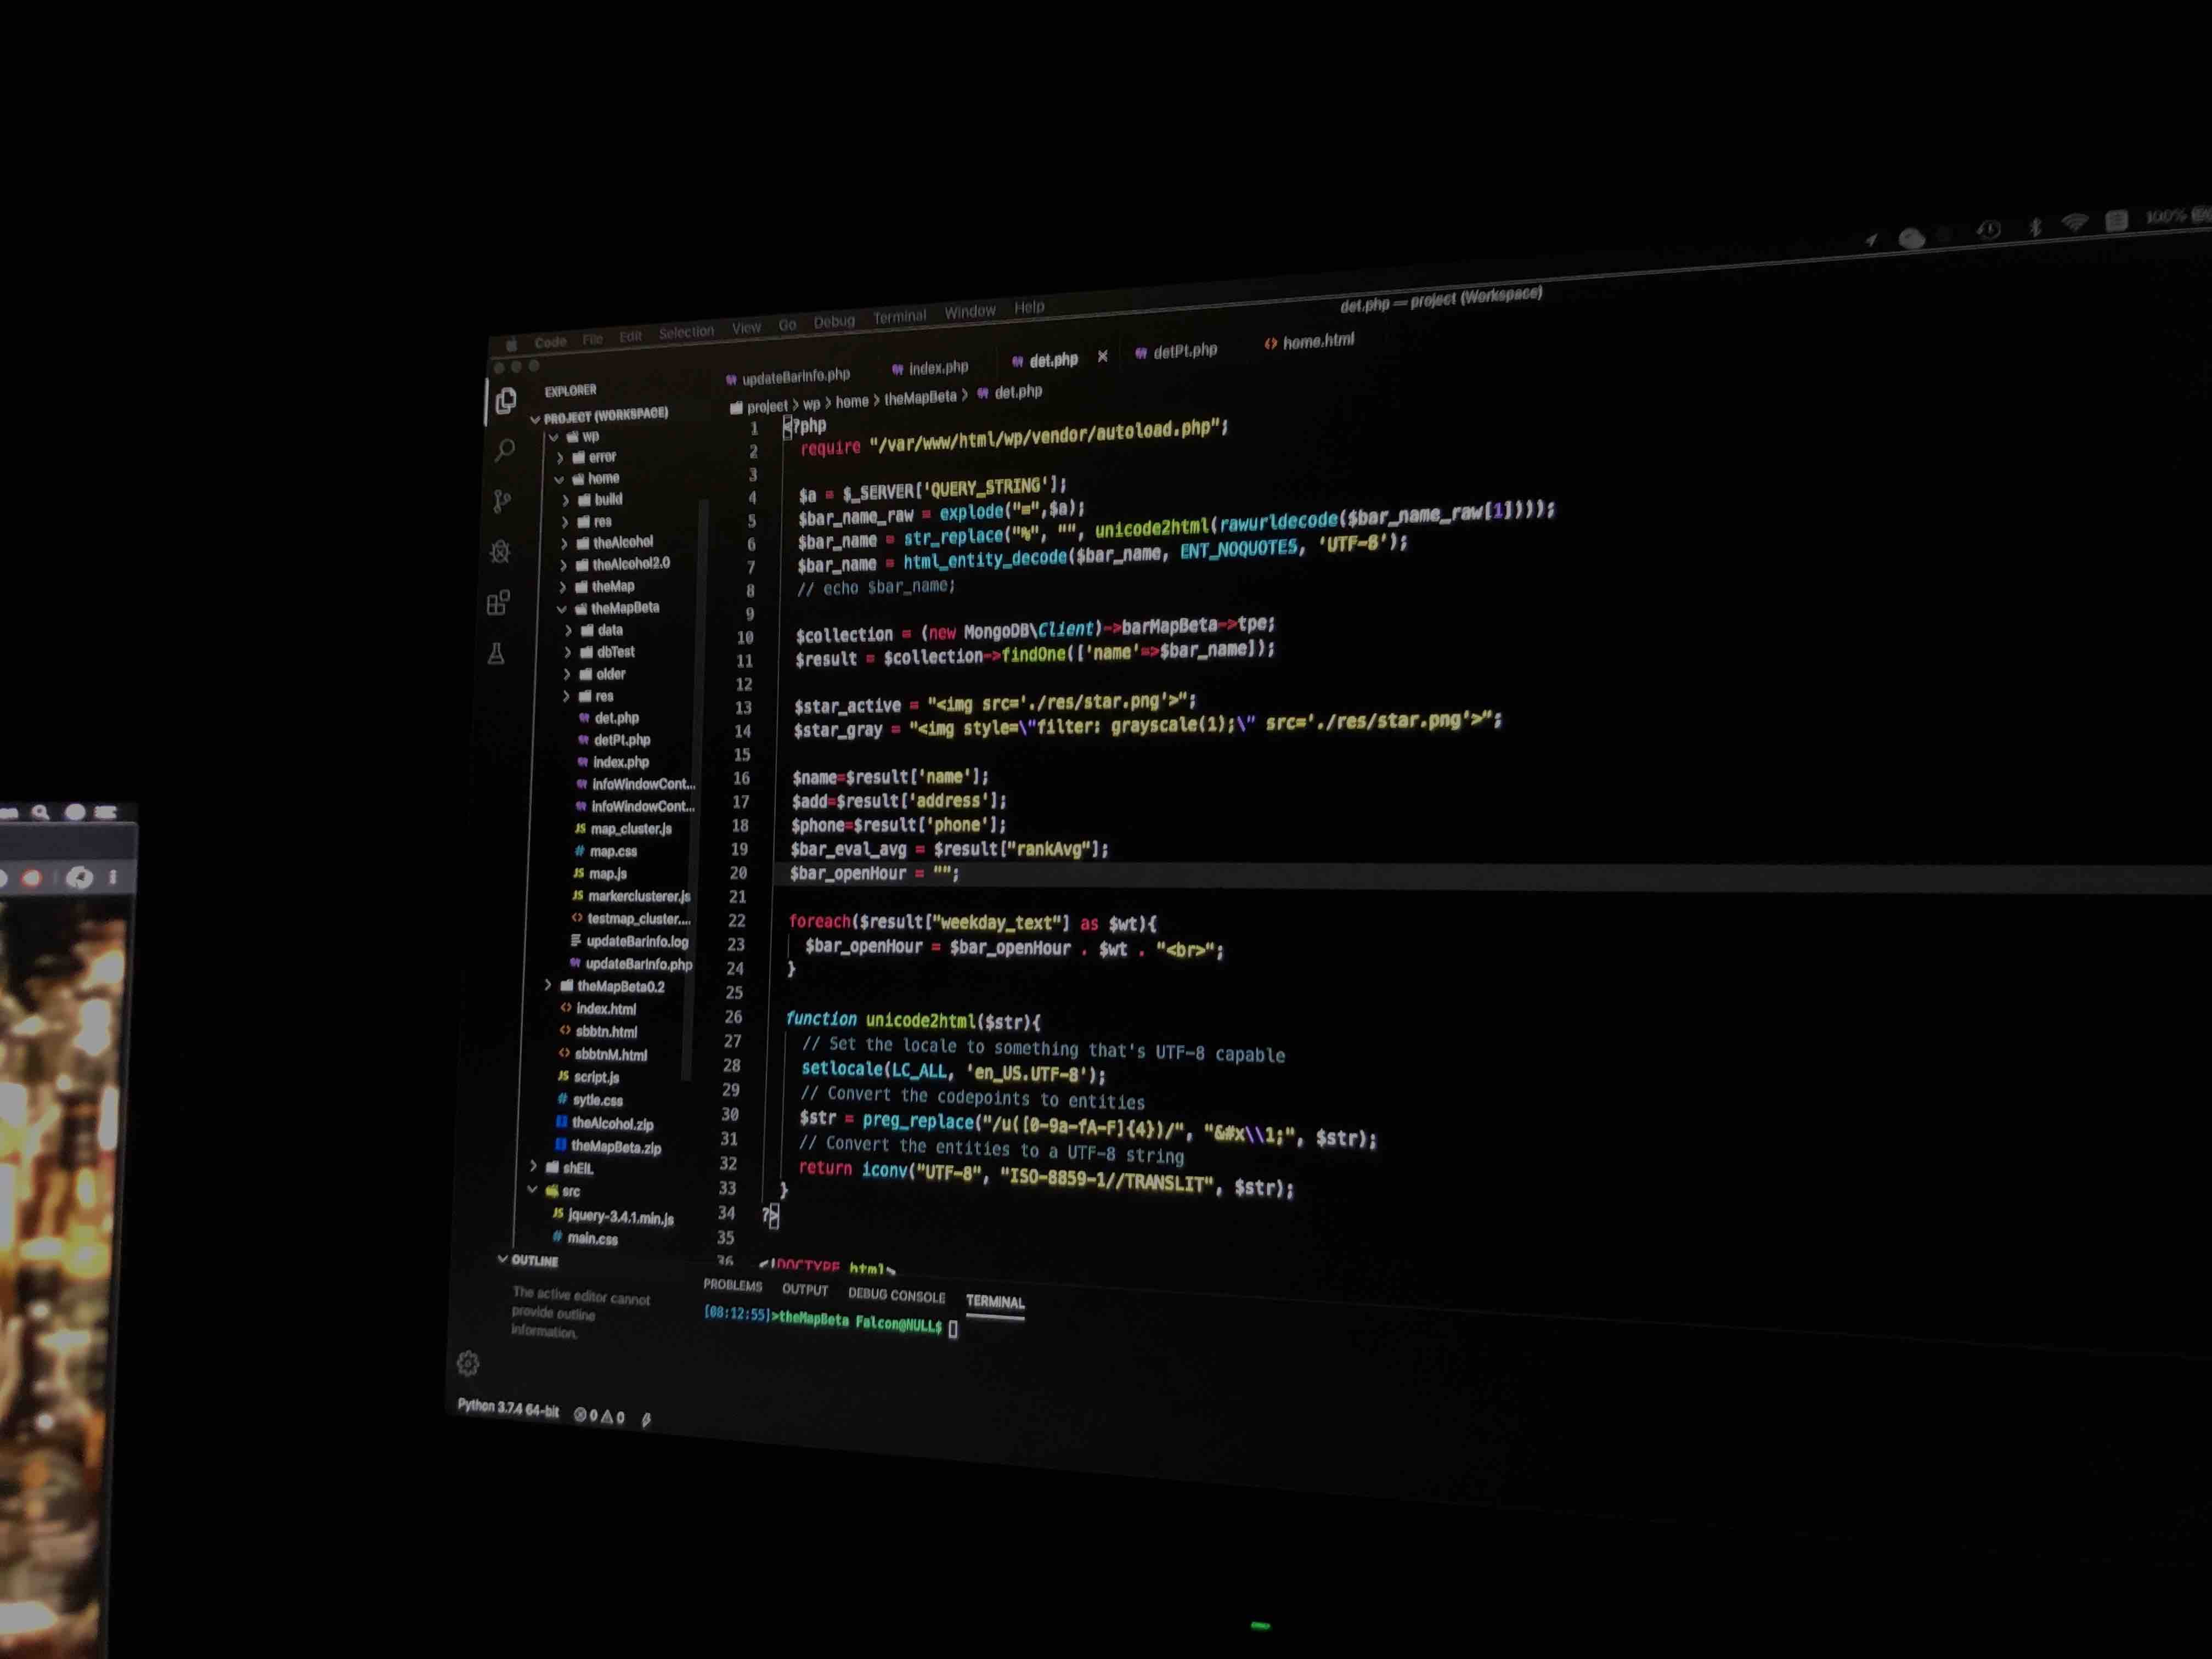 100%
Code File Edit Selection View Go Debug Terminal Window Help
det.php — project (Workspace)
EXPLORER
PROJECT (WORKSPACE)
wp
error
home
build
res
theAlcohol
theAlcohol2.0
theMap
theMapBeta
data
dbTest
older
res
det.php
detPt.php
index.php
infoWindowCont...
infoWindowCont...
map_cluster.js
map.css
map.js
markerclusterer.js
testmap_cluster....
updateBarInfo.log
updateBarInfo.php
theMapBeta0.2
index.html
sbbtn.html
sbbtnM.html
script.js
sytle.css
theAlcohol.zip
theMapBeta.zip
shEIL
src
jquery-3.4.1.min.js
main.css
OUTLINE
The active editor cannot
provide outline
information.
updateBarInfo.php index.php det.php × detPt.php home.html
project > wp > home > theMapBeta > det.php
1 <?php
2 require "/var/www/html/wp/vendor/autoload.php";
3
4 $a = $_SERVER['QUERY_STRING'];
5 $bar_name_raw = explode("=",$a);
6 $bar_name = str_replace("%", "", unicode2html(rawurldecode($bar_name_raw[1])));
7 $bar_name = html_entity_decode($bar_name, ENT_NOQUOTES, 'UTF-8');
8 // echo $bar_name;
9
10 $collection = (new MongoDB\Client)->barMapBeta->tpe;
11 $result = $collection->findOne(['name'=>$bar_name]);
12
13 $star_active = "<img src='./res/star.png'>";
14 $star_gray = "<img style=\"filter: grayscale(1);\" src='./res/star.png'>";
15
16 $name=$result['name'];
17 $add=$result['address'];
18 $phone=$result['phone'];
19 $bar_eval_avg = $result["rankAvg"];
20 $bar_openHour = "";
21
22 foreach($result["weekday_text"] as $wt){
23 $bar_openHour = $bar_openHour . $wt . "<br>";
24 }
25
26 function unicode2html($str){
27 // Set the locale to something that's UTF-8 capable
28 setlocale(LC_ALL, 'en_US.UTF-8');
29 // Convert the codepoints to entities
30 $str = preg_replace("/u([0-9a-fA-F]{4})/", "&#x\\1;", $str);
31 // Convert the entities to a UTF-8 string
32 return iconv("UTF-8", "ISO-8859-1//TRANSLIT", $str);
33 }
34 ?>
35
36 <!DOCTYPE html>
PROBLEMS OUTPUT DEBUG CONSOLE TERMINAL
[08:12:55]>theMapBeta Falcon@NULL$
Python 3.7.4 64-bit 0 0